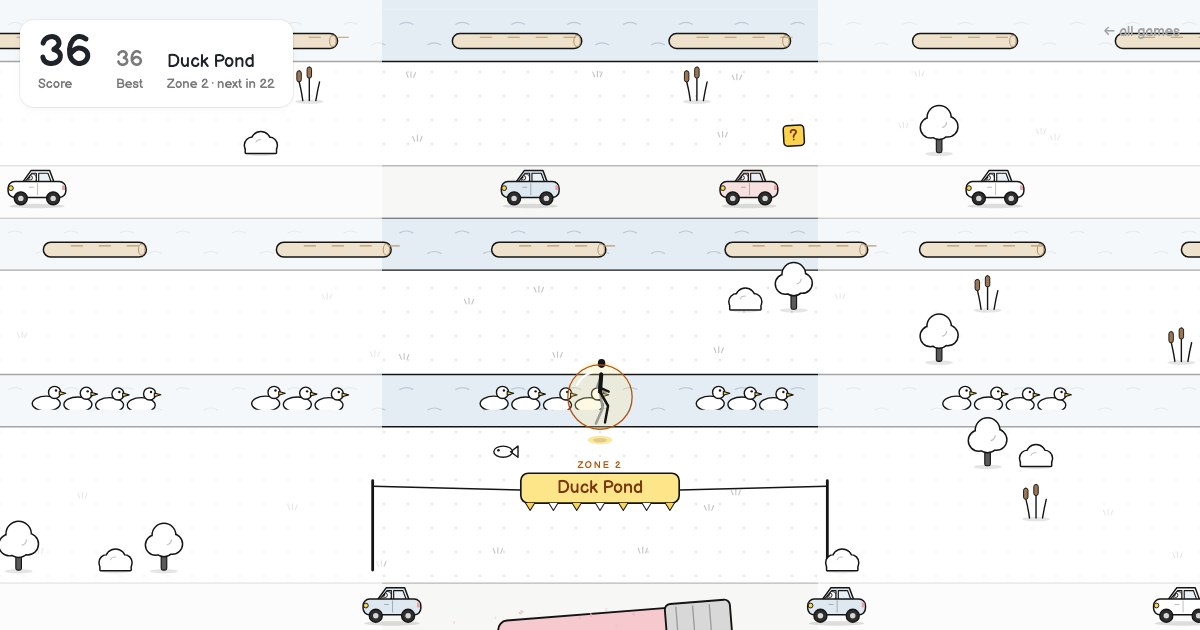 36
Score
36
Best
Duck Pond
Zone 2 · next in 22
← all games
?
ZONE 2
Duck Pond